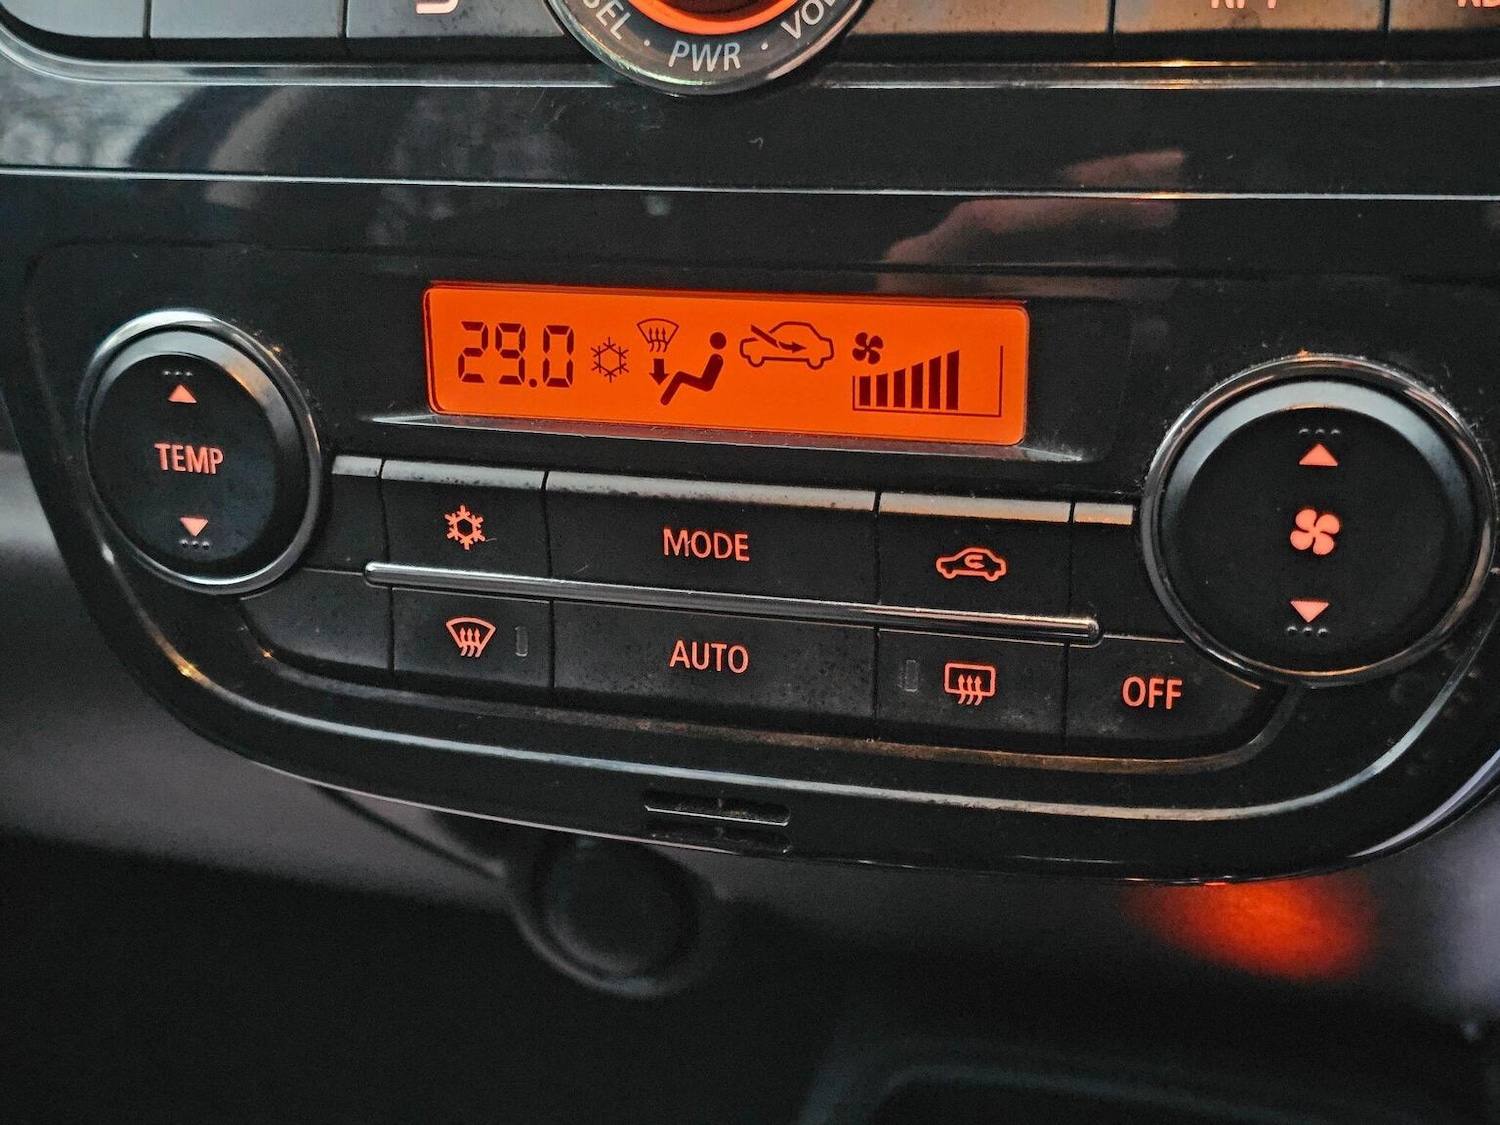 PWR
29.0
TEMP
MODE
AUTO
OFF